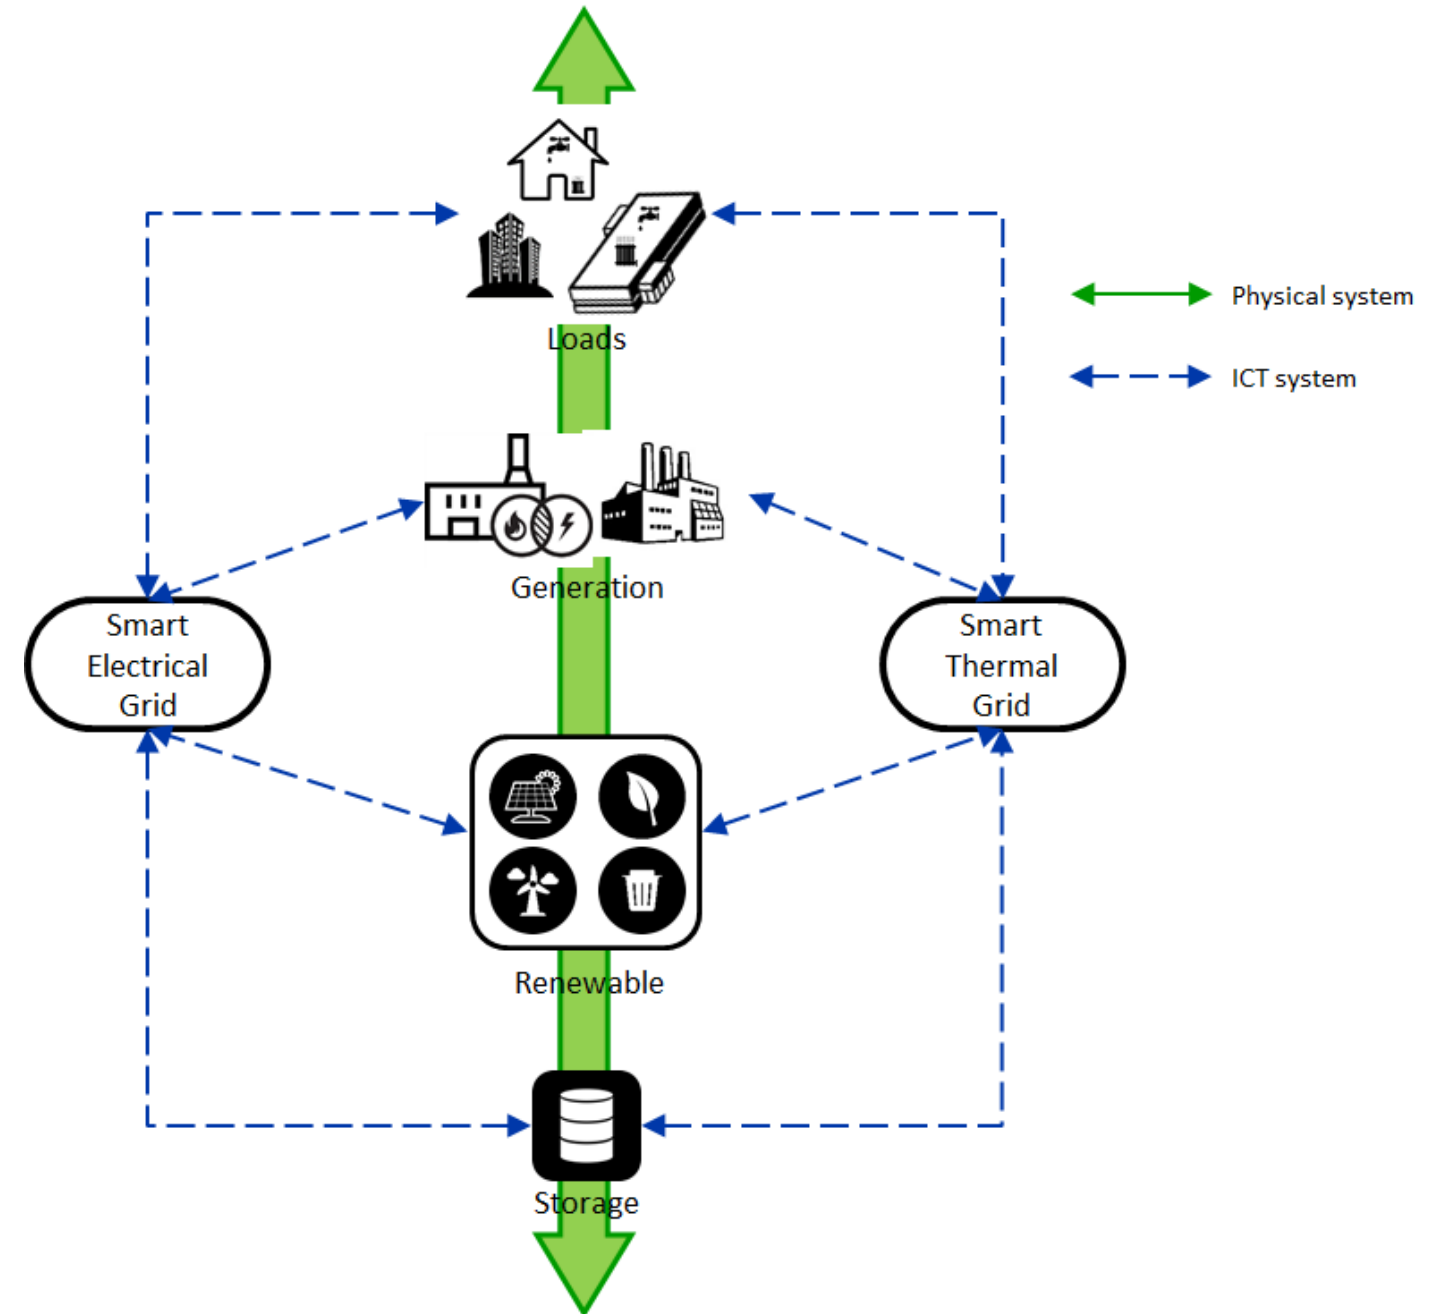 Loads
Physical system
ICT system
Generation
Smart
Electrical
Grid
Smart
Thermal
Grid
Renewable
Storage